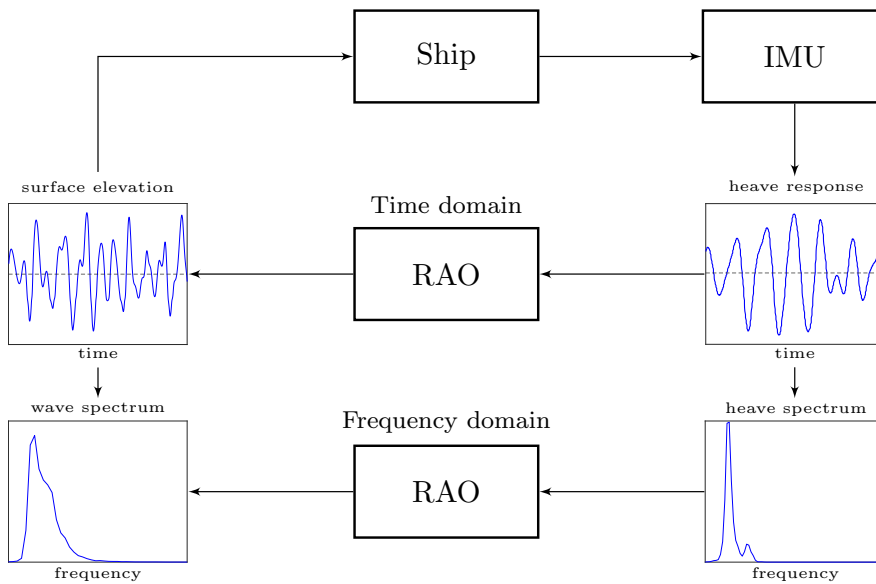 Ship
IMU
surface elevation
heave response
Time domain
RAO
time
time
wave spectrum
heave spectrum
Frequency domain
RAO
frequency
frequency